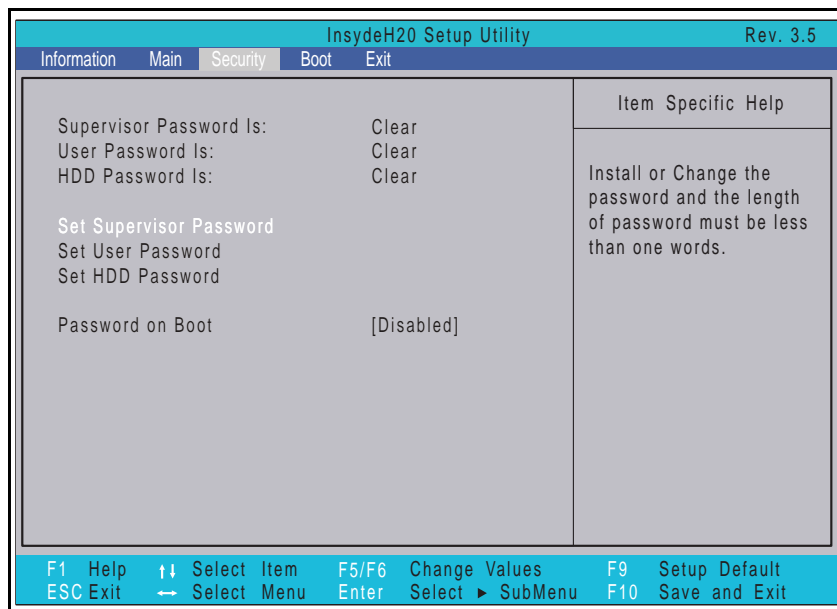 InsydeH20 Setup Utility Rev. 3.5
Information Main Security Boot Exit
Supervisor Password Is: Clear
User Password Is: Clear
HDD Password Is: Clear
Set Supervisor Password
Set User Password
Set HDD Password
Password on Boot [Disabled]
Item Specific Help
Install or Change the
password and the length
of password must be less
than one words.
F1 Help ↑↓ Select Item F5/F6 Change Values F9 Setup Default
ESC Exit ↔ Select Menu Enter Select ► SubMenu F10 Save and Exit